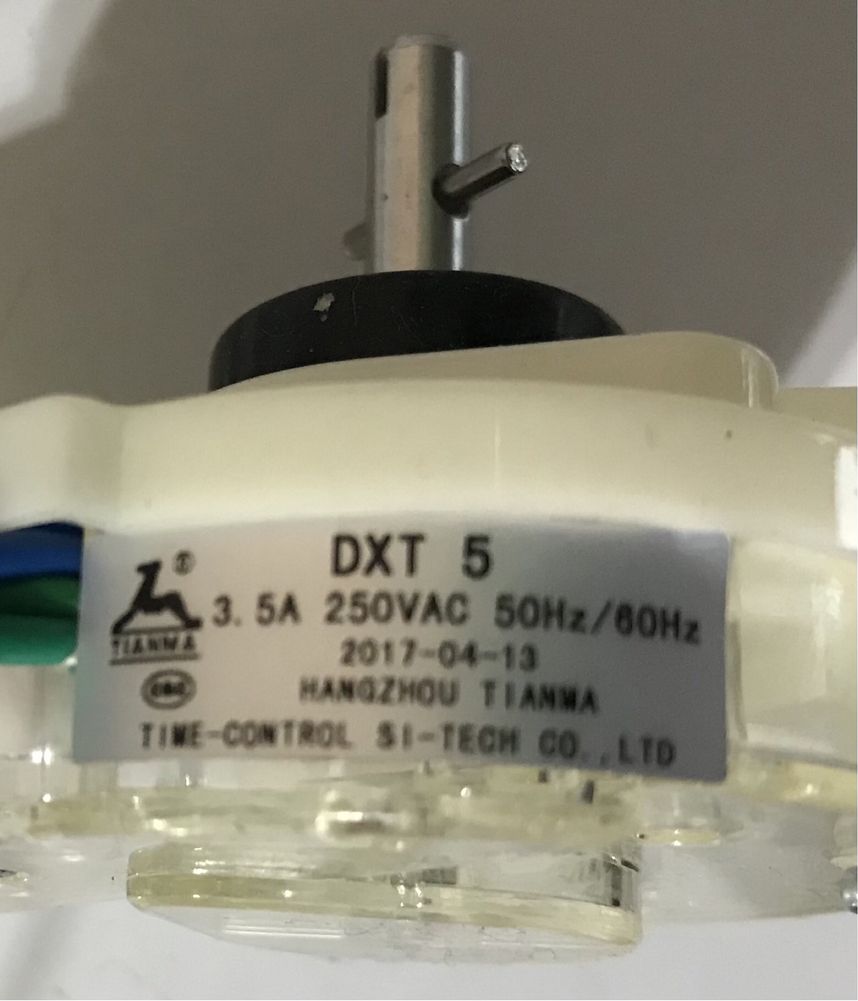 DXT 5
®
3.5A 250VAC 50Hz/60Hz
TIANMA
2017-04-13
CQC
HANGZHOU TIANMA
TIME-CONTROL SI-TECH CO.,LTD